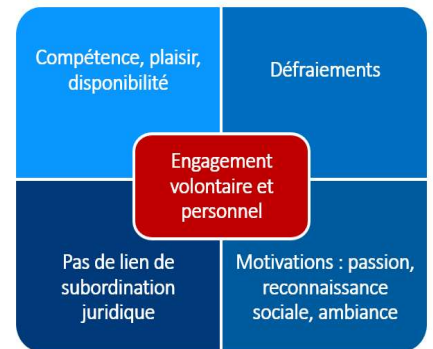 Compétence, plaisir,
disponibilité
Défraiements
Engagement
volontaire et
personnel
Pas de lien de
subordination
juridique
Motivations : passion,
reconnaissance
sociale, ambiance